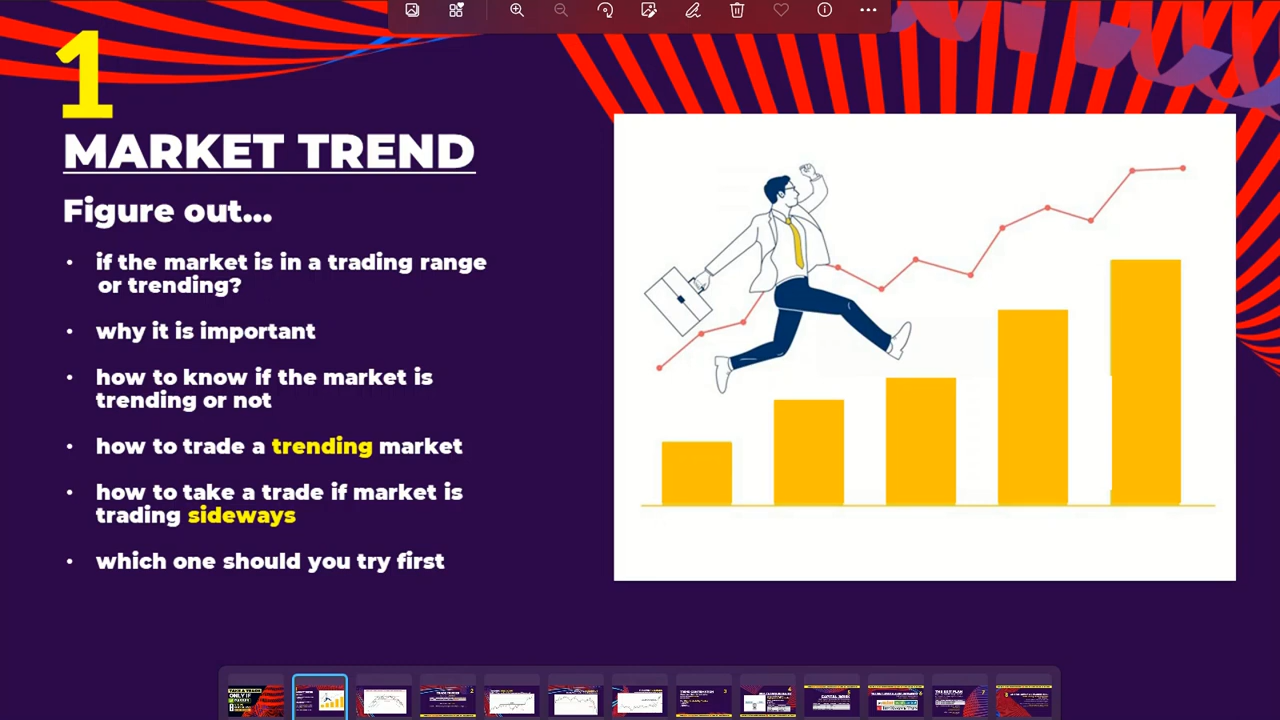 1
MARKET TREND
Figure out...
• if the market is in a trading range
or trending?
• why it is important
• how to know if the market is
trending or not
• how to trade a trending market
• how to take a trade if market is
trading sideways
• which one should you try first